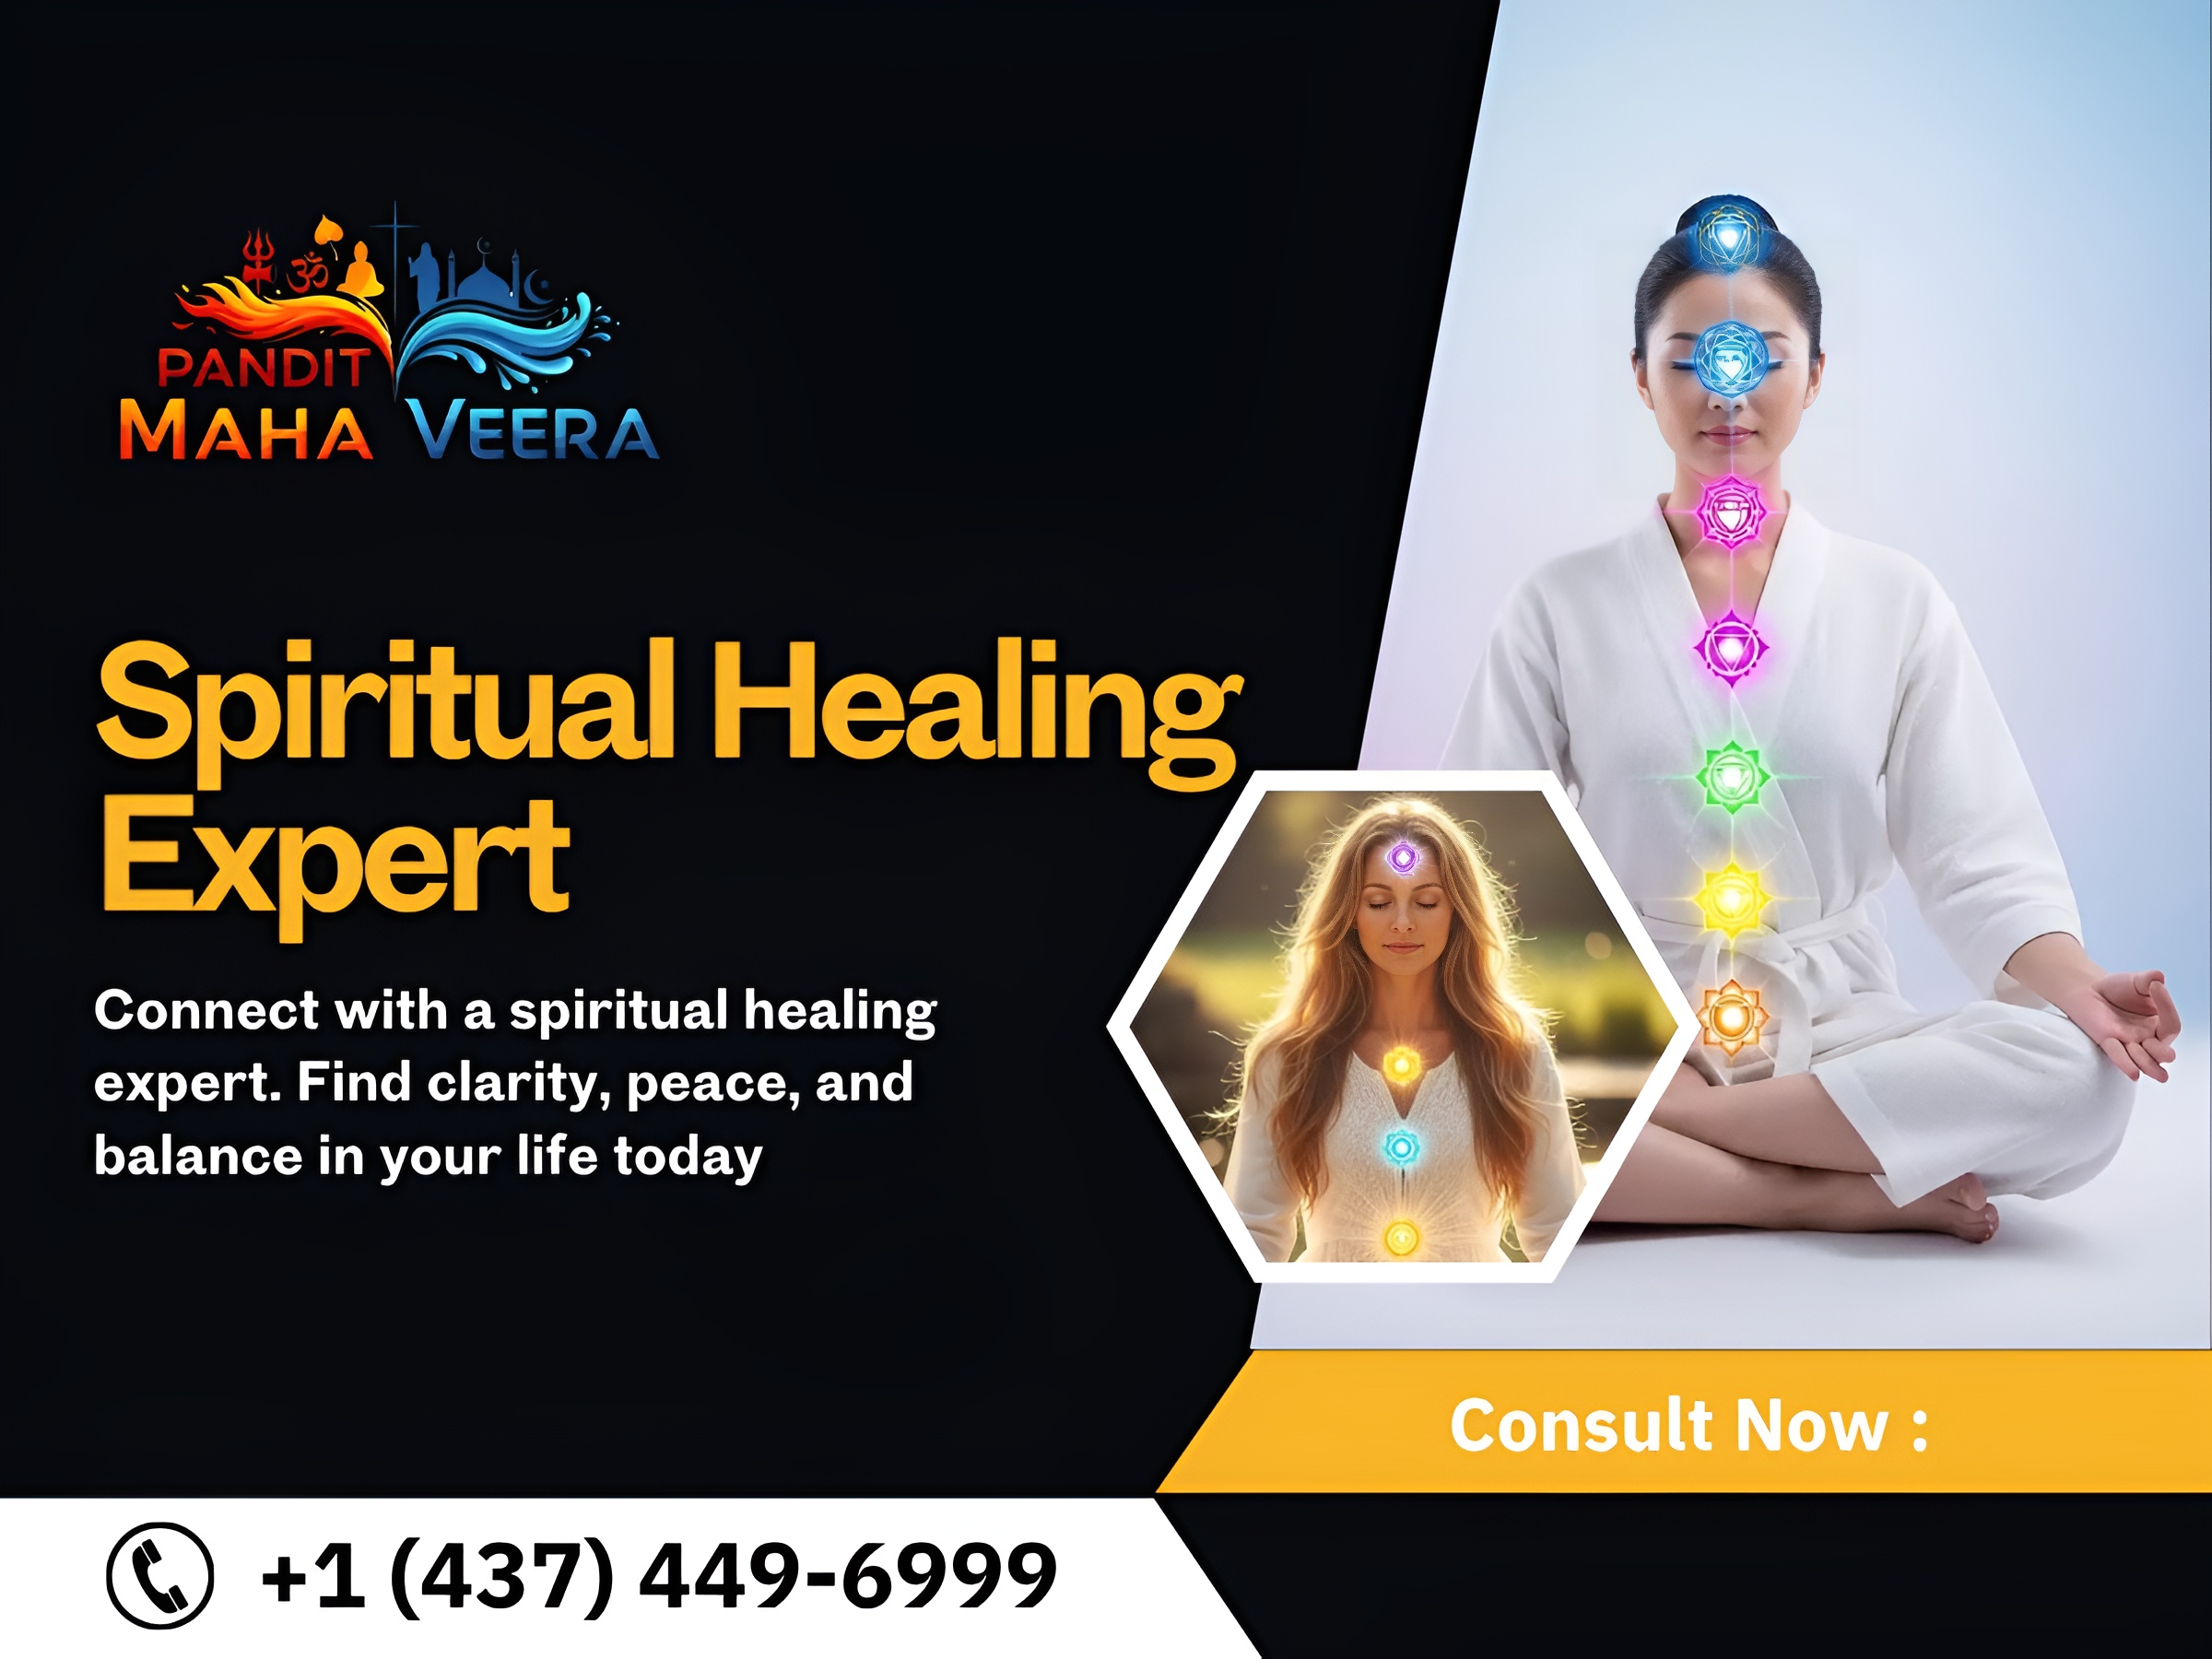 PANDIT
MAHA VEERA
Spiritual Healing
Expert
Connect with a spiritual healing
expert. Find clarity, peace, and
balance in your life today
Consult Now :
+1 (437) 449-6999